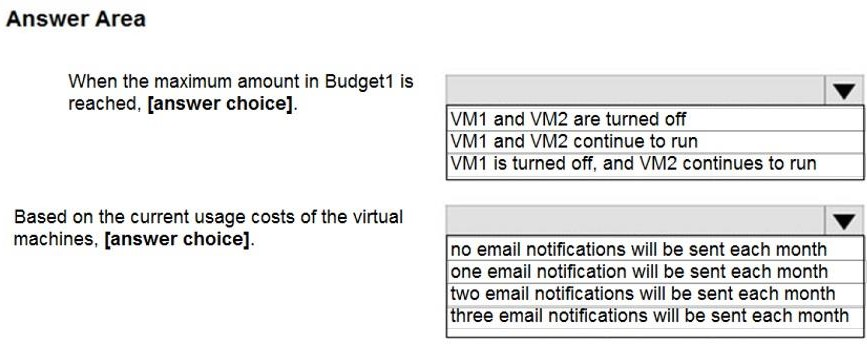 Answer Area
When the maximum amount in Budget1 is
reached, [answer choice].
VM1 and VM2 are turned off
VM1 and VM2 continue to run
VM1 is turned off, and VM2 continues to run
Based on the current usage costs of the virtual
machines, [answer choice].
no email notifications will be sent each month
one email notification will be sent each month
two email notifications will be sent each month
three email notifications will be sent each month